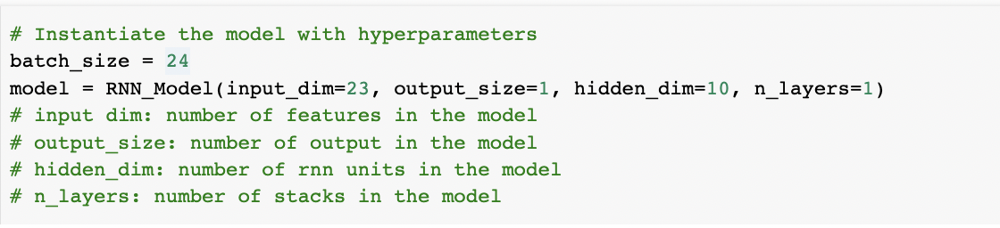 # Instantiate the model with hyperparameters
batch_size = 24
model = RNN_Model(input_dim=23, output_size=1, hidden_dim=10, n_layers=1)
# input dim: number of features in the model
# output_size: number of output in the model
# hidden_dim: number of rnn units in the model
# n_layers: number of stacks in the model